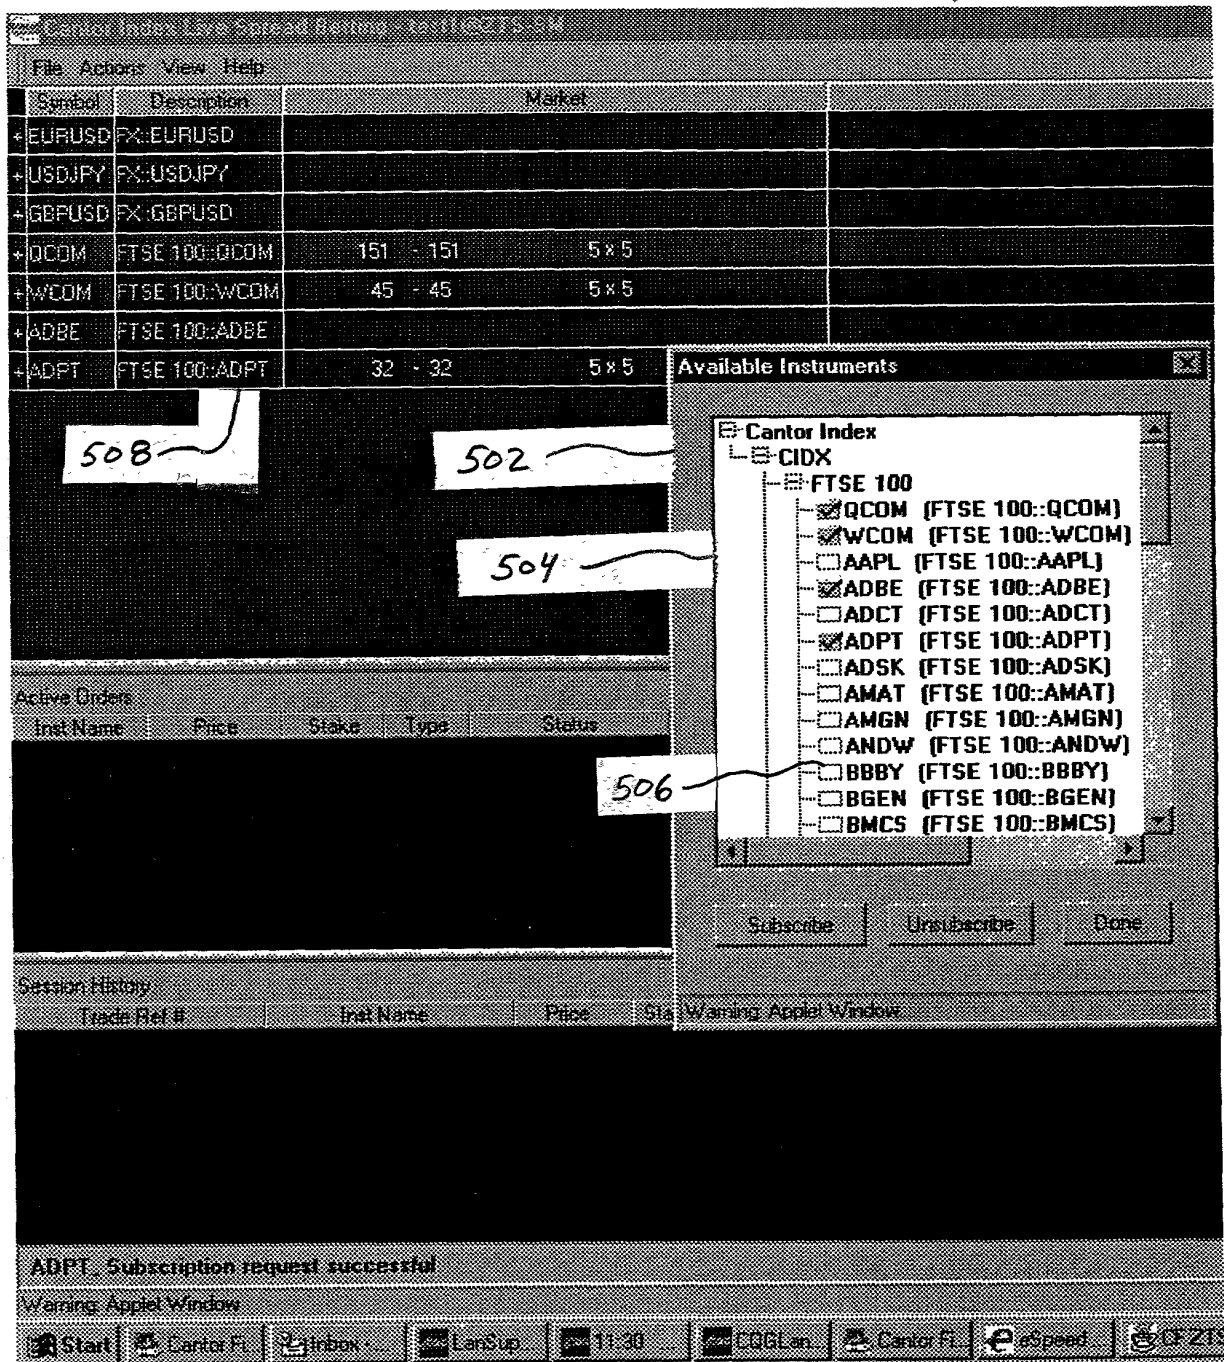 Cantor Index Live Spread Betting
File Actions View Help
Symbol Description Market
+ EURUSD FX::EURUSD
+ USDJPY FX::USDJPY
+ GBPUSD FX::GBPUSD
+ QCOM FTSE 100::QCOM 151 - 151 5 x 5
+ WCOM FTSE 100::WCOM 45 - 45 5 x 5
+ ADBE FTSE 100::ADBE
+ ADPT FTSE 100::ADPT 32 - 32 5 x 5
Available Instruments
Cantor Index
CIDX
FTSE 100
QCOM (FTSE 100::QCOM)
WCOM (FTSE 100::WCOM)
AAPL (FTSE 100::AAPL)
ADBE (FTSE 100::ADBE)
ADCT (FTSE 100::ADCT)
ADPT (FTSE 100::ADPT)
ADSK (FTSE 100::ADSK)
AMAT (FTSE 100::AMAT)
AMGN (FTSE 100::AMGN)
ANDW (FTSE 100::ANDW)
BBBY (FTSE 100::BBBY)
BGEN (FTSE 100::BGEN)
BMCS (FTSE 100::BMCS)
508
502
504
506
Subscribe Unsubscribe Done
Warning: Applet Window
Active Orders
Inst Name Price Stake Type Status
Session History
Trade Ref # Inst Name Price Sta
ADPT, Subscription request successful
Warning: Applet Window
Start Cantor Fi.. Inbox - ... LanSup... 11:30 ... CQGLan.. Cantor Fi.. eSpeed... CFZTS